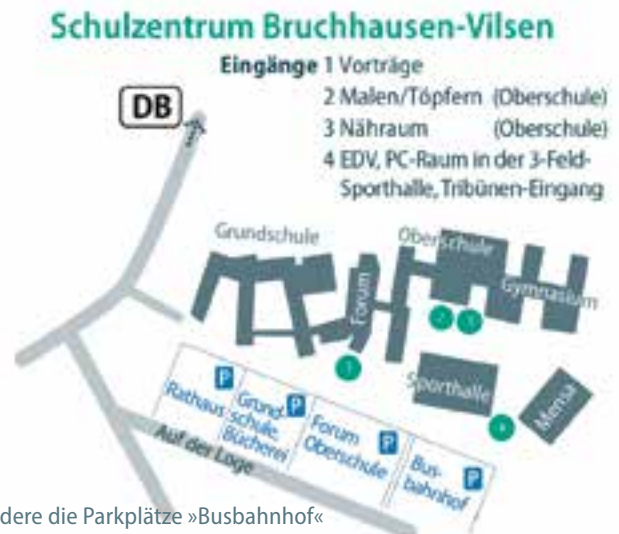 Schulzentrum Bruchhausen-Vilsen
Eingänge 1 Vorträge
2 Malen/Töpfern (Oberschule)
3 Nähraum (Oberschule)
4 EDV, PC-Raum in der 3-Feld-
Sporthalle, Tribünen-Eingang
DB
Grundschule
Oberschule
Gymnasium
Forum
2
3
1
Sporthalle
Mensa
4
P
Rathaus
P
Grund-
schule,
Bücherei
P
Forum
Oberschule
P
Bus-
bahnhof
Auf der Loge
dere die Parkplätze »Busbahnhof«